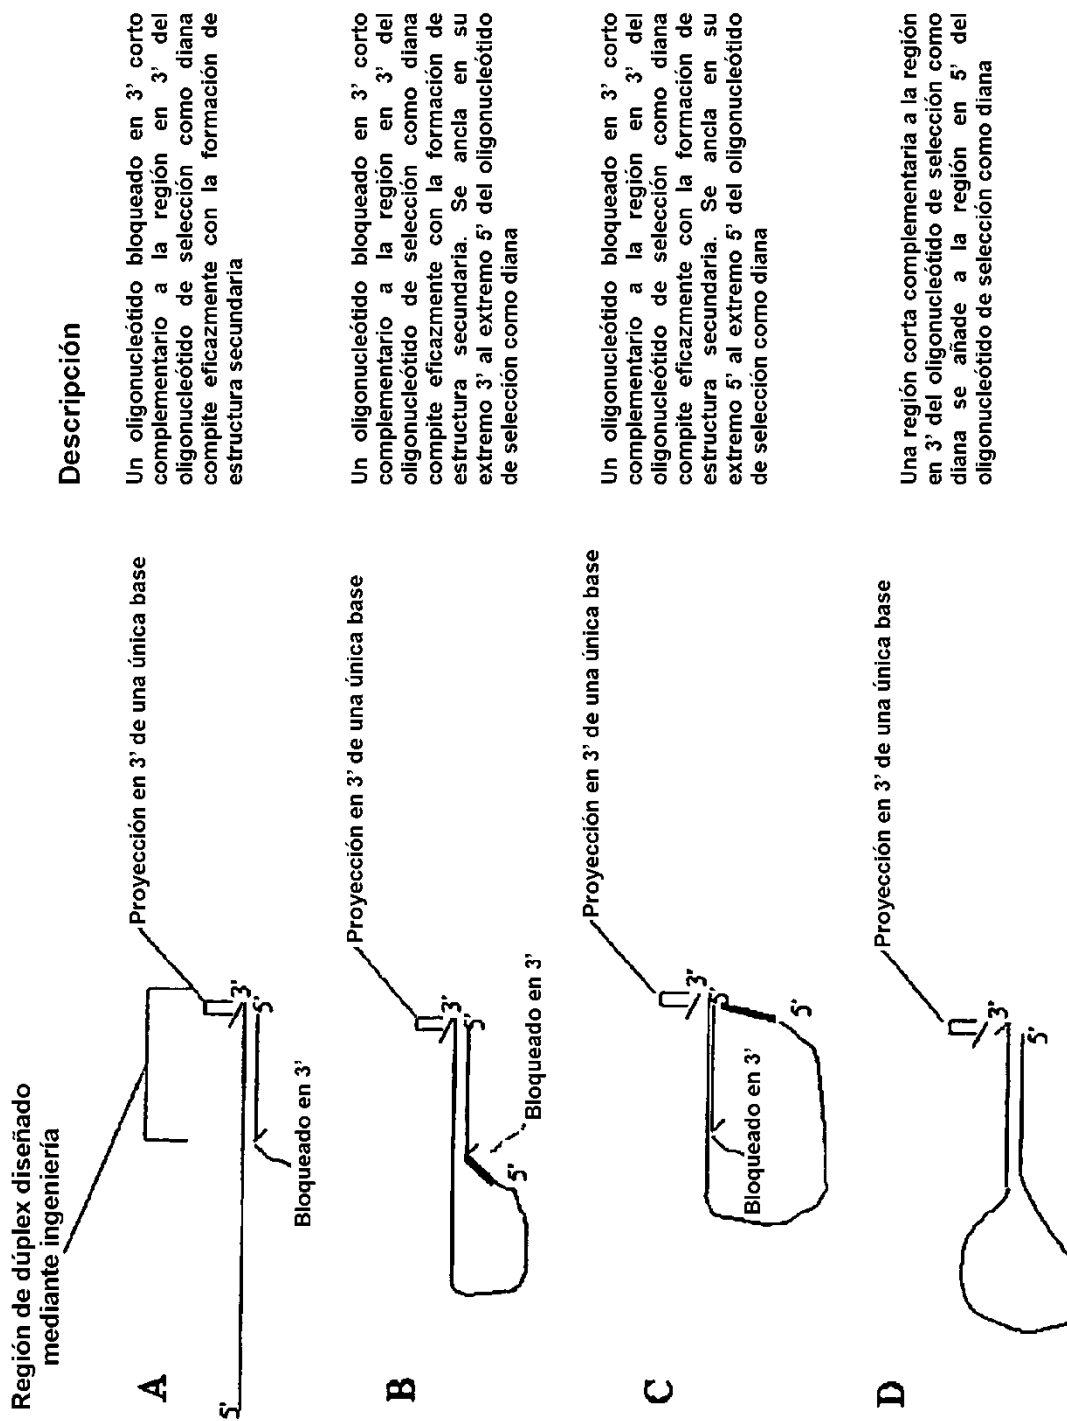 Región de dúplex diseñado
mediante ingeniería
Descripción
A
5'
3'
5'
Bloqueado en 3'
Proyección en 3' de una única base
Un oligonucleótido bloqueado en 3' corto
complementario a la región en 3' del
oligonucleótido de selección como diana
compite eficazmente con la formación de
estructura secundaria
B
3'
5'
5'
Bloqueado en 3'
Proyección en 3' de una única base
Un oligonucleótido bloqueado en 3' corto
complementario a la región en 3' del
oligonucleótido de selección como diana
compite eficazmente con la formación de
estructura secundaria. Se ancla en su
extremo 3' al extremo 5' del oligonucleótido
de selección como diana
C
3'
5'
5'
Bloqueado en 3'
Proyección en 3' de una única base
Un oligonucleótido bloqueado en 3' corto
complementario a la región en 3' del
oligonucleótido de selección como diana
compite eficazmente con la formación de
estructura secundaria. Se ancla en su
extremo 5' al extremo 5' del oligonucleótido
de selección como diana
D
3'
5'
Proyección en 3' de una única base
Una región corta complementaria a la región
en 3' del oligonucleótido de selección como
diana se añade a la región en 5' del
oligonucleótido de selección como diana